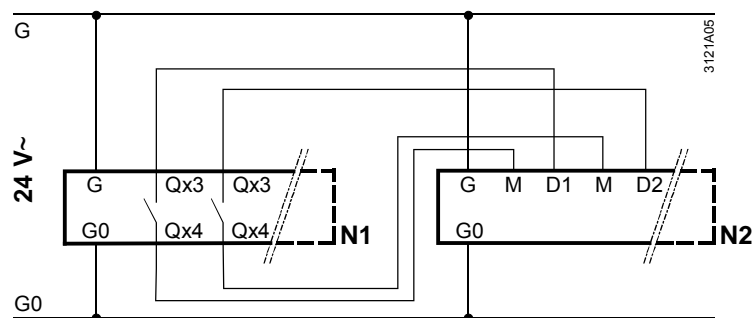 G
3121A05
24 V~
G Qx3 Qx3
G M D1 M D2
G0 Qx4 Qx4
N1
G0
N2
G0